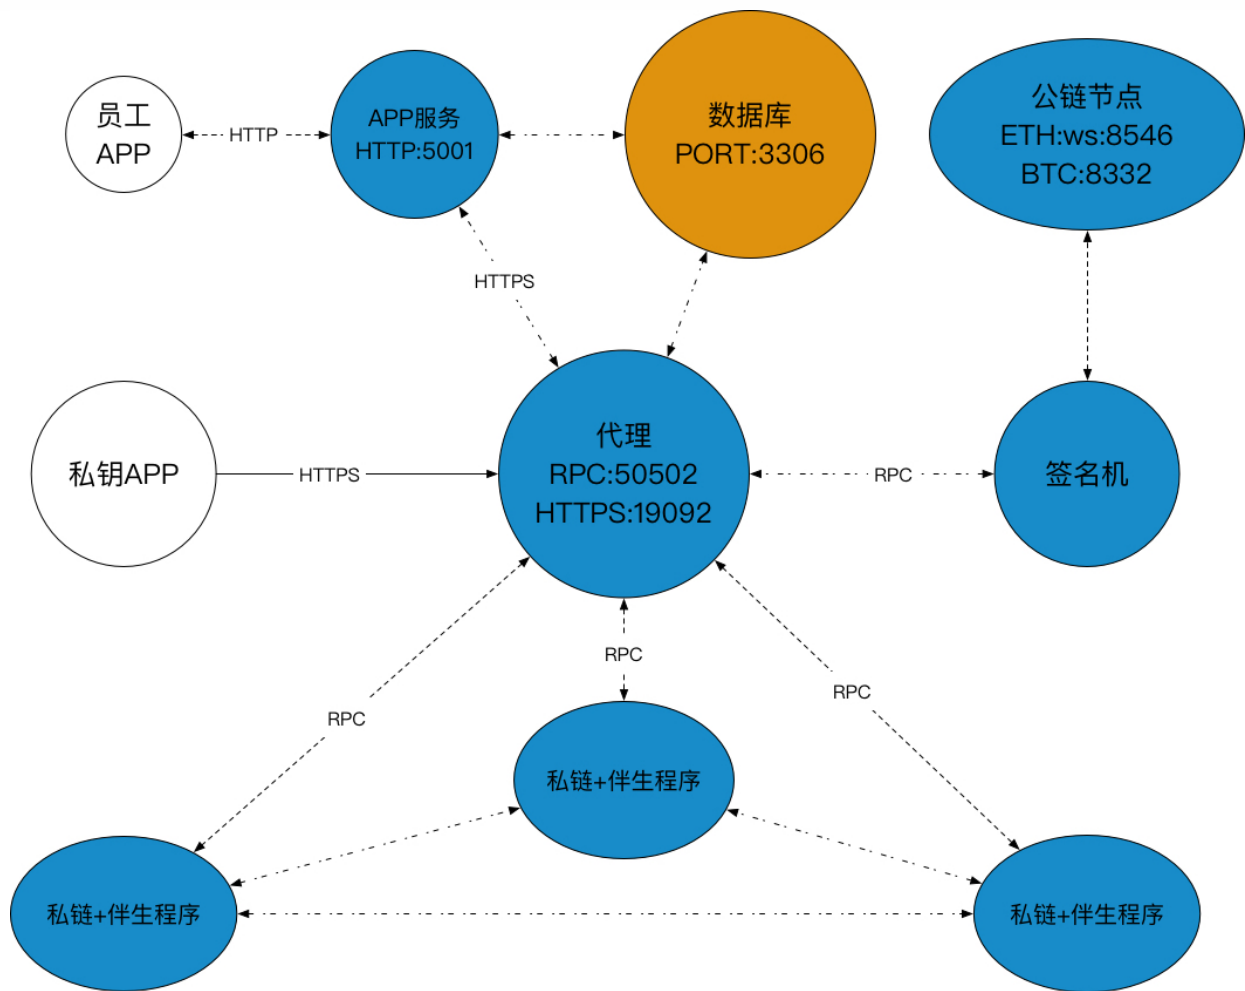 员工
APP
HTTP
APP服务
HTTP:5001
数据库
PORT:3306
公链节点
ETH:ws:8546
BTC:8332
HTTPS
私钥APP
HTTPS
代理
RPC:50502
HTTPS:19092
RPC
签名机
RPC
RPC
RPC
私链+伴生程序
私链+伴生程序
私链+伴生程序